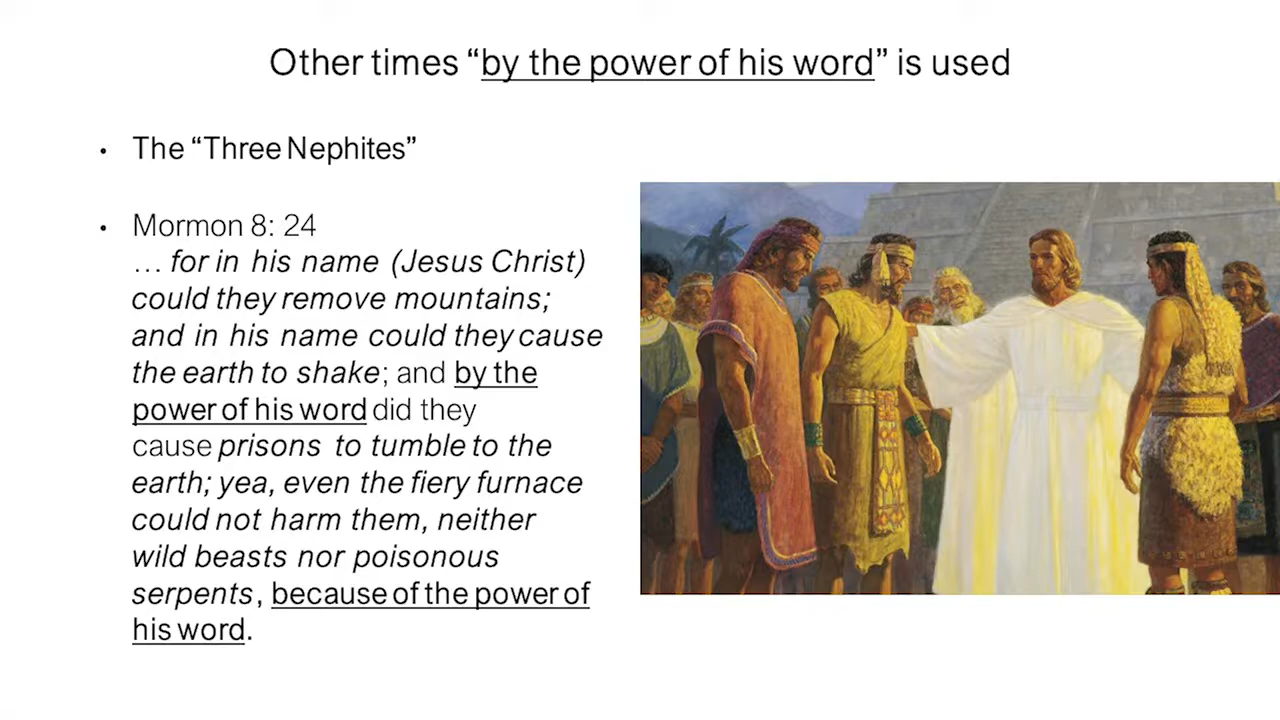 Other times “by the power of his word” is used
• The “Three Nephites”
• Mormon 8: 24
… for in his name (Jesus Christ)
could they remove mountains;
and in his name could they cause
the earth to shake; and by the
power of his word did they
cause prisons to tumble to the
earth; yea, even the fiery furnace
could not harm them, neither
wild beasts nor poisonous
serpents, because of the power of
his word.